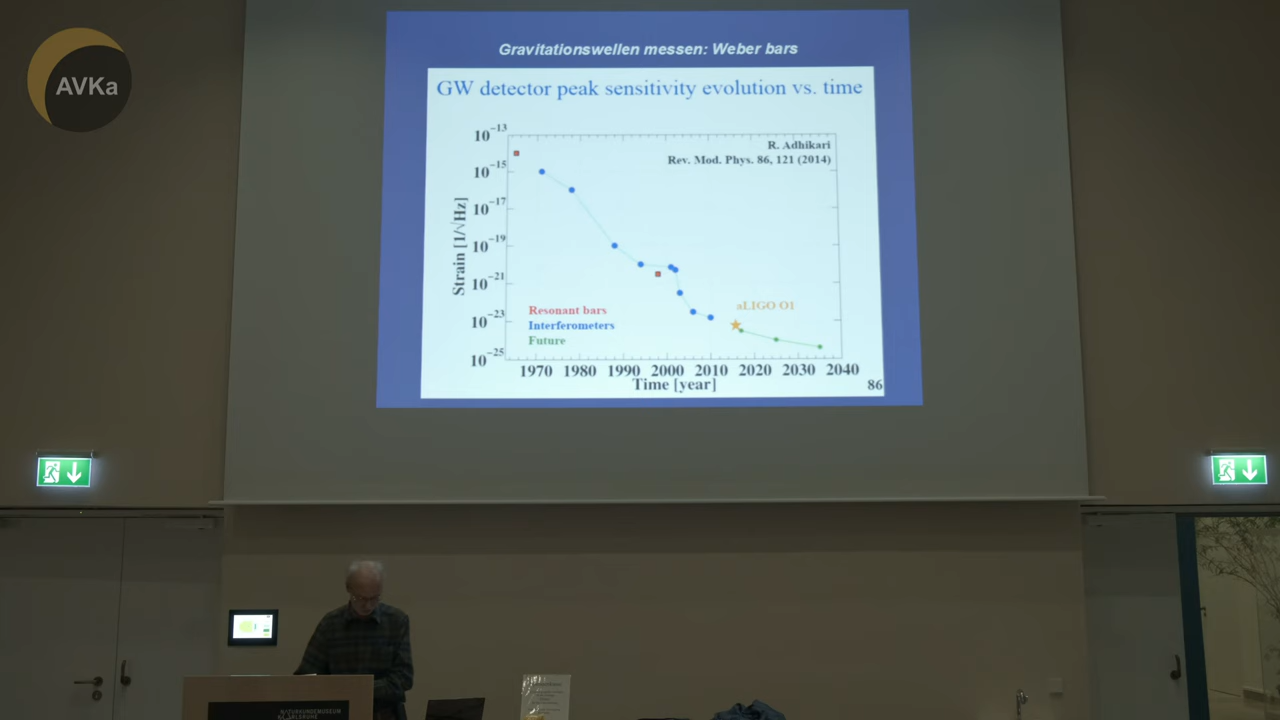 AVKa
Gravitationswellen messen: Weber bars
GW detector peak sensitivity evolution vs. time
R. Adhikari
Rev. Mod. Phys. 86, 121 (2014)
10−13
10−15
10−17
10−19
10−21
10−23
10−25
Strain [1/√Hz]
aLIGO O1
Resonant bars
Interferometers
Future
1970 1980 1990 2000 2010 2020 2030 2040
Time [year]
86
NATURKUNDEMUSEUM
KARLSRUHE